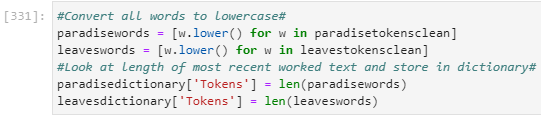 [331]: #Convert all words to lowercase#
paradisewords = [w.lower() for w in paradisetokensclean]
leaveswords = [w.lower() for w in leavestokensclean]
#Look at length of most recent worked text and store in dictionary#
paradisedictionary['Tokens'] = len(paradisewords)
leavesdictionary['Tokens'] = len(leaveswords)